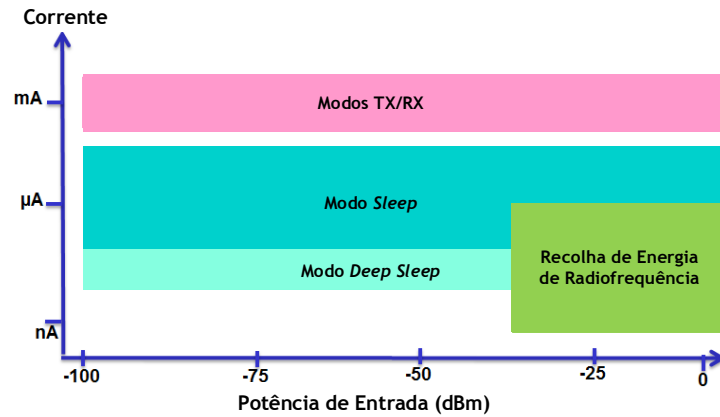 Corrente
mA
Modos TX/RX
µA
Modo Sleep
Recolha de Energia
de Radiofrequência
Modo Deep Sleep
nA
-100
-75
-50
-25
0
Potência de Entrada (dBm)